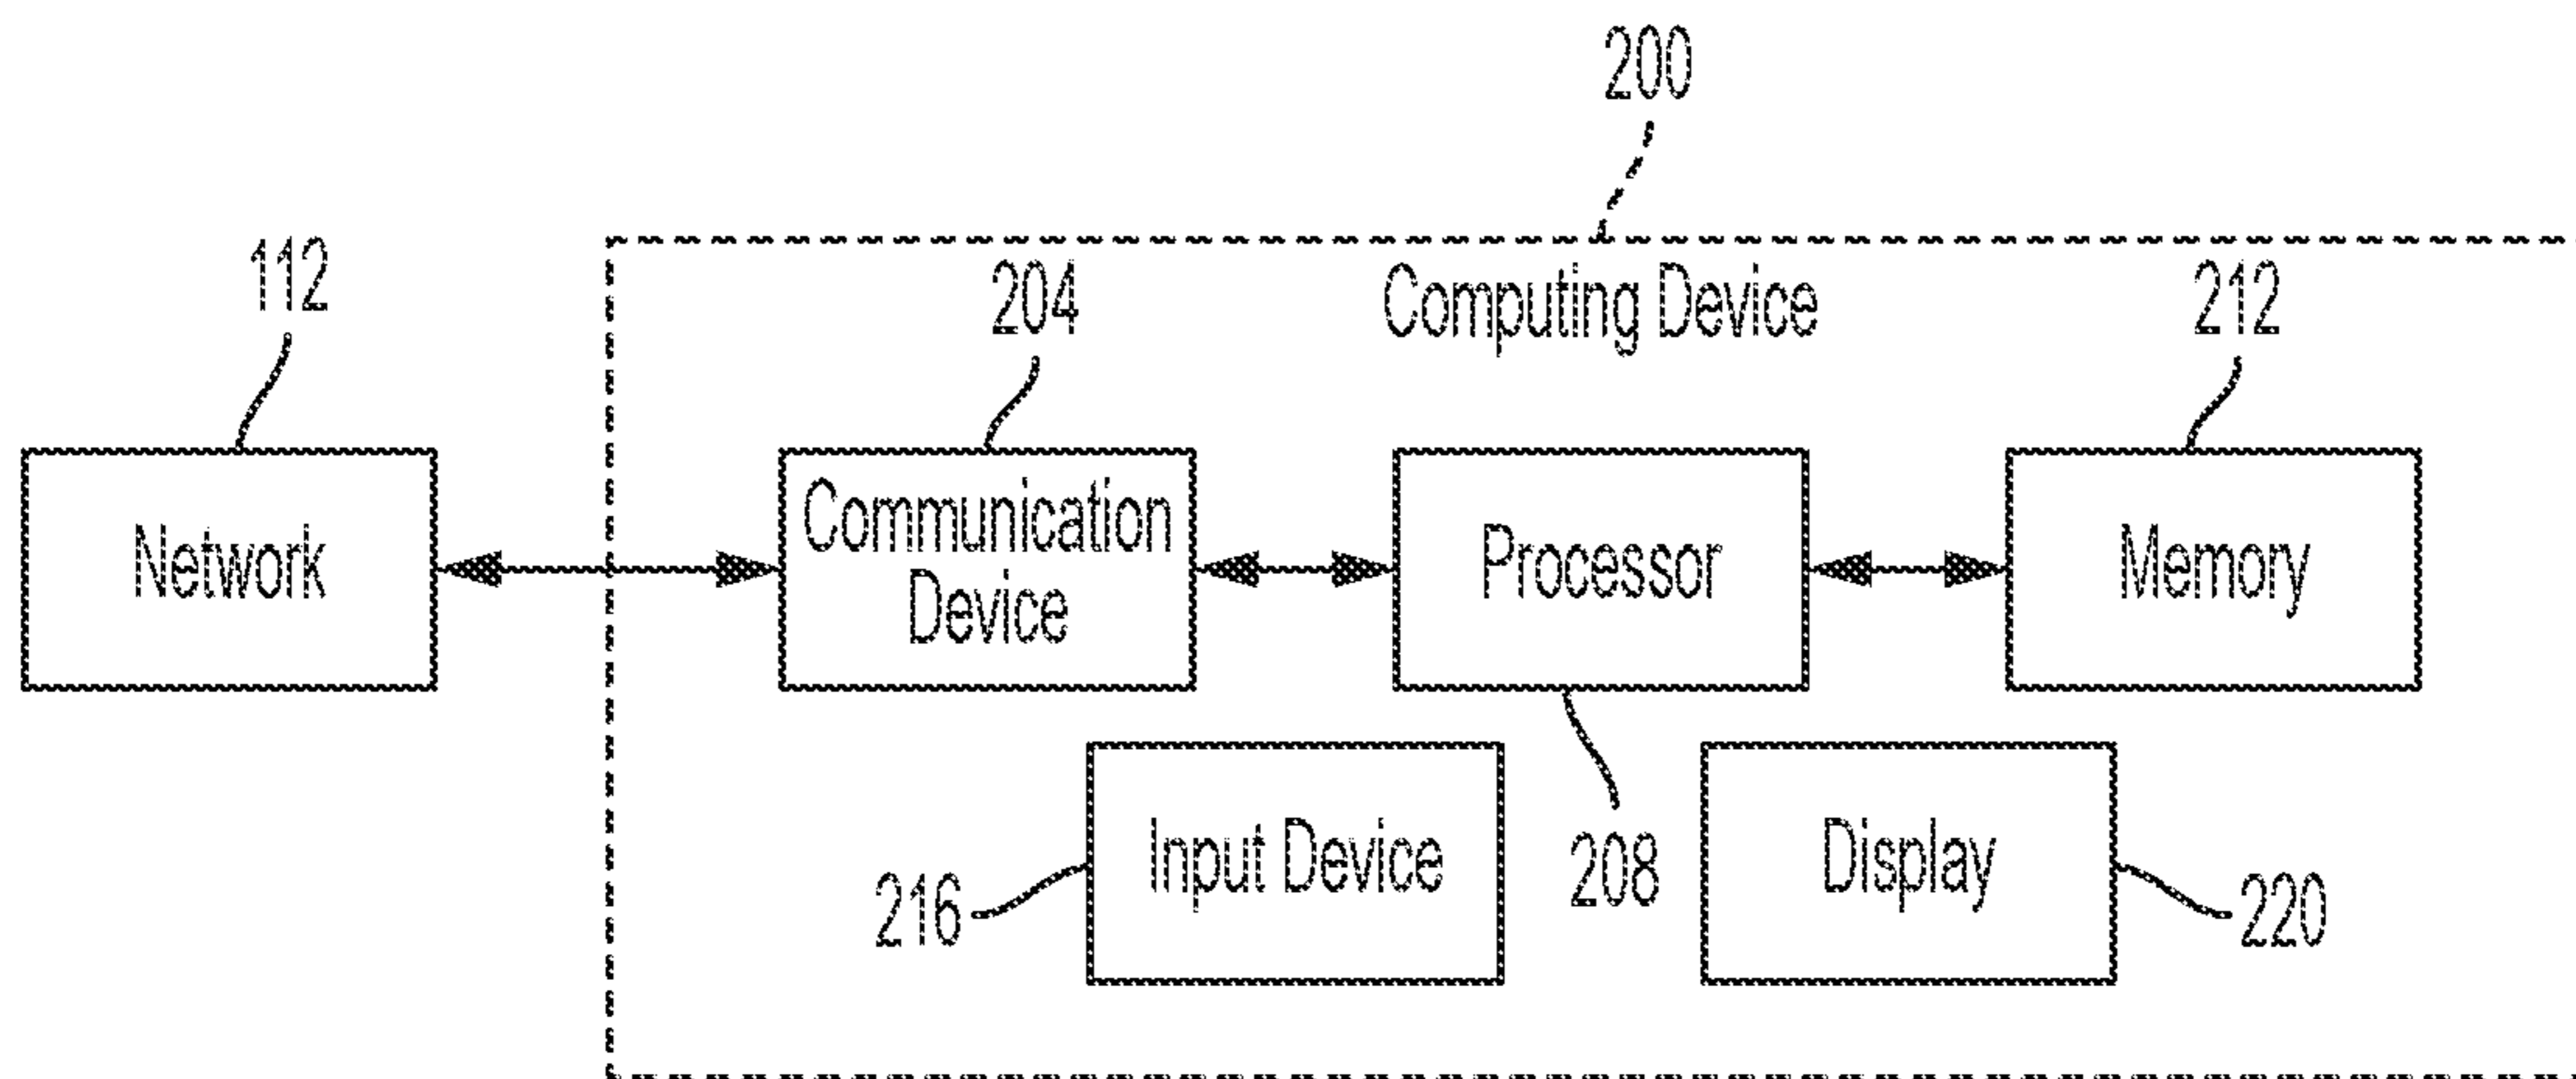 200
112
204
Computing Device
212
Network
Communication
Device
Processor
Memory
Input Device
208
Display
216
220